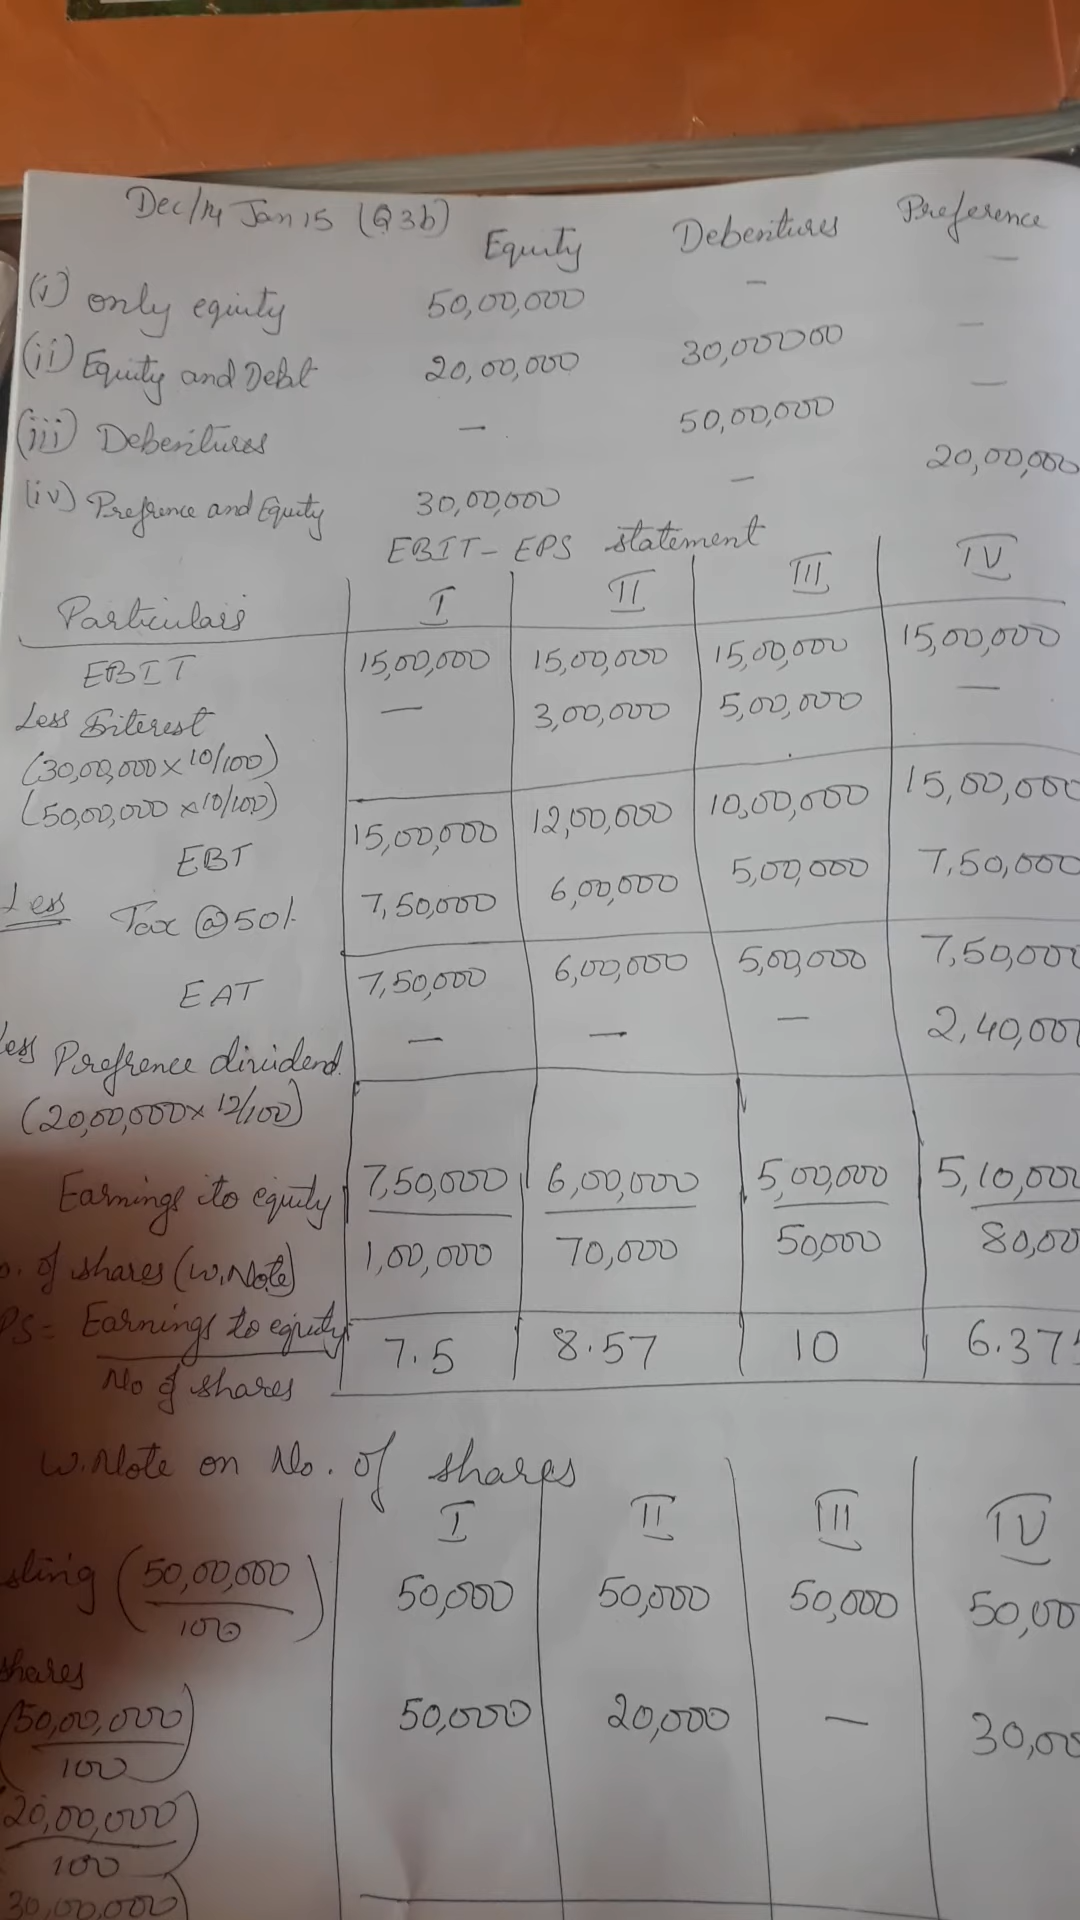 Dec/14 Jan 15 (Q3b)
Equity Debentures Preference
(i) only equity 50,00,000 — —
(ii) Equity and Debt 20,00,000 30,00000 —
(iii) Debentures — 50,00,000 —
(iv) Prefrence and Equity 30,00,000 — 20,00,000
EBIT - EPS statement
Particulars I II III IV
EBIT 15,00,000 15,00,000 15,00,000 15,00,000
Less Interest — 3,00,000 5,00,000 —
(30,00,000 x 10/100)
(50,00,000 x 10/100)
EBT 15,00,000 12,00,000 10,00,000 15,00,000
Less Tax @ 50% 7,50,000 6,00,000 5,00,000 7,50,000
EAT 7,50,000 6,00,000 5,00,000 7,50,000
ess Prefrence dividend — — — 2,40,000
(20,00,000 x 12/100)
Earnings to equity 7,50,000 6,00,000 5,00,000 5,10,000
o. of shares (W.Note) 1,00,000 70,000 50,000 80,00
PS = Earnings to equity 7.5 8.57 10 6.375
No of shares
W.Note on No. of shares
I II III IV
sting (50,00,000 50,000 50,000 50,000 50,00
100)
shares
(50,00,000 50,000 20,000 — 30,00
100)
20,00,000)
100
30,00,000)